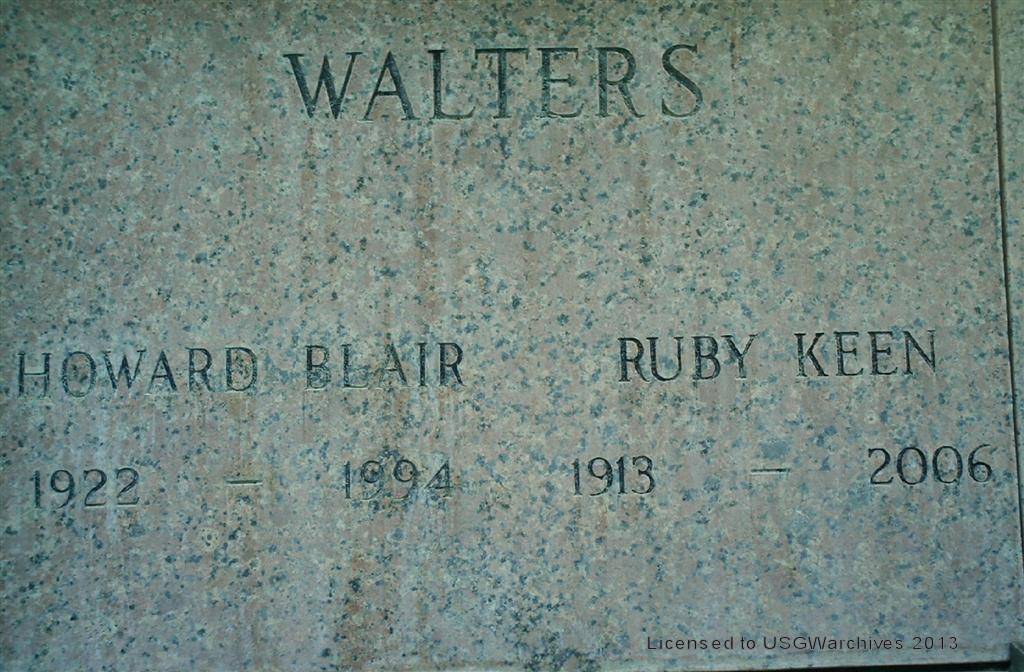 WALTERS
HOWARD BLAIR RUBY KEEN
1922 – 1994 1913 – 2006
Licensed to USGWarchives 2013